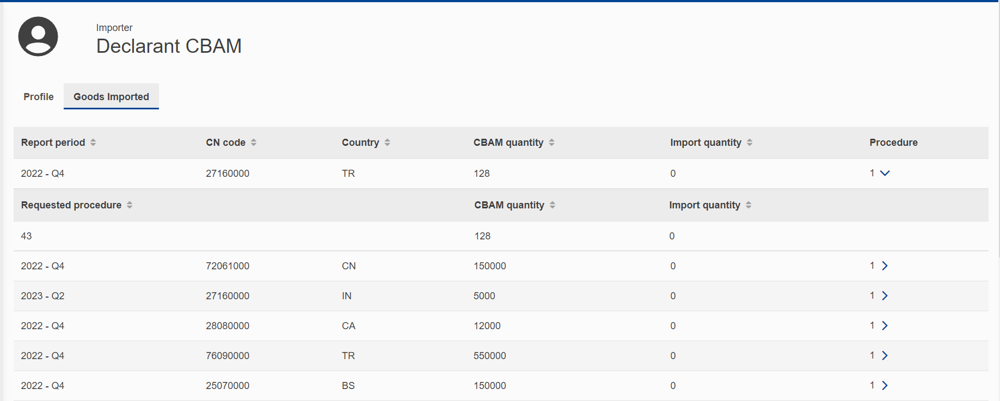 Importer
Declarant CBAM
Profile Goods Imported
Report period CN code Country CBAM quantity Import quantity Procedure
2022 - Q4 27160000 TR 128 0 1
Requested procedure CBAM quantity Import quantity
43 128 0
2022 - Q4 72061000 CN 150000 0 1
2023 - Q2 27160000 IN 5000 0 1
2022 - Q4 28080000 CA 12000 0 1
2022 - Q4 76090000 TR 550000 0 1
2022 - Q4 25070000 BS 150000 0 1